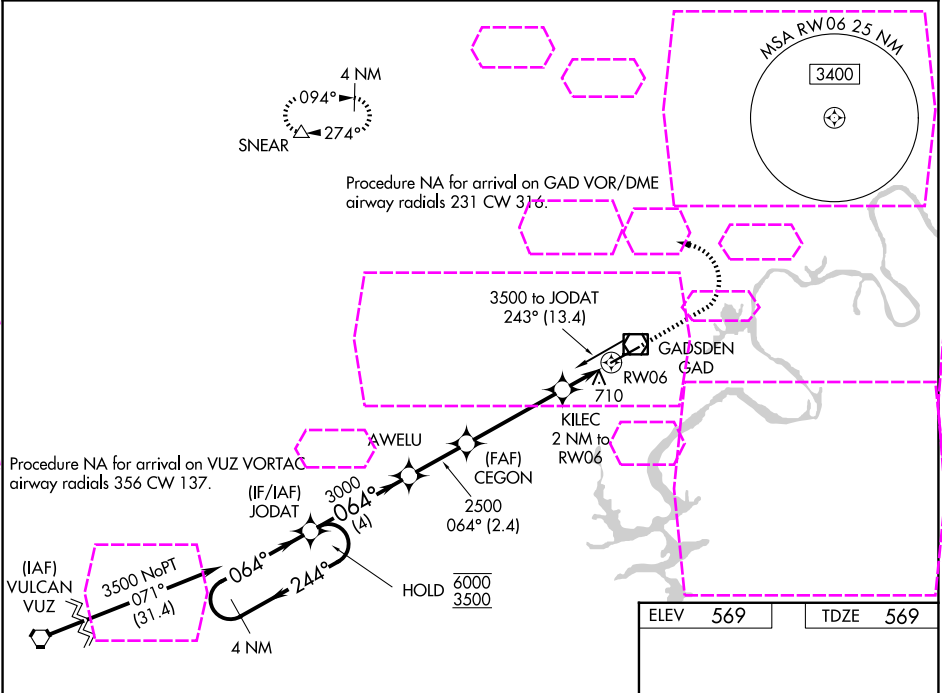 MSA RW06 25 NM
3400
4 NM
094°
274°
SNEAR
Procedure NA for arrival on GAD VOR/DME
airway radials 231 CW 316.
3500 to JODAT
243° (13.4)
GADSDEN
GAD
RW06
710
KILEC
2 NM to
RW06
AWELU
(FAF)
CEGON
2500
064° (2.4)
Procedure NA for arrival on VUZ VORTAC
airway radials 356 CW 137.
(IF/IAF)
JODAT
3000
064°
(4)
(IAF)
VULCAN
VUZ
3500 NoPT
071°
(31.4)
064°
244°
HOLD 6000
3500
4 NM
ELEV 569
TDZE 569